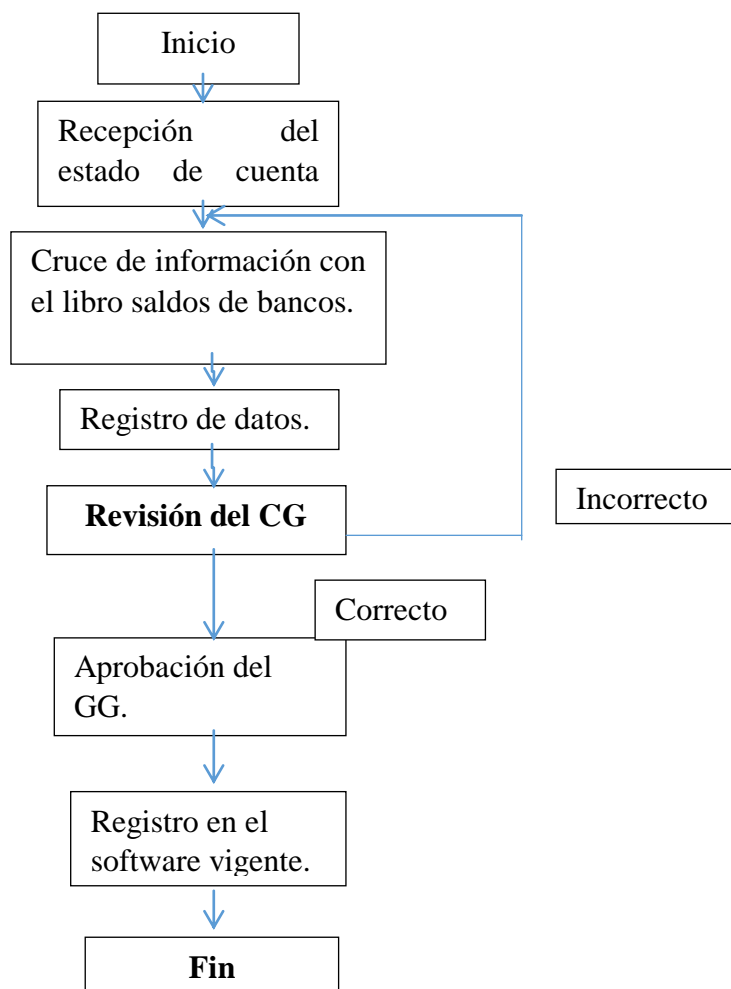 Inicio
Recepción del
estado de cuenta
Cruce de información con
el libro saldos de bancos.
Registro de datos.
Revisión del CG
Incorrecto
Correcto
Aprobación del
GG.
Registro en el
software vigente.
Fin